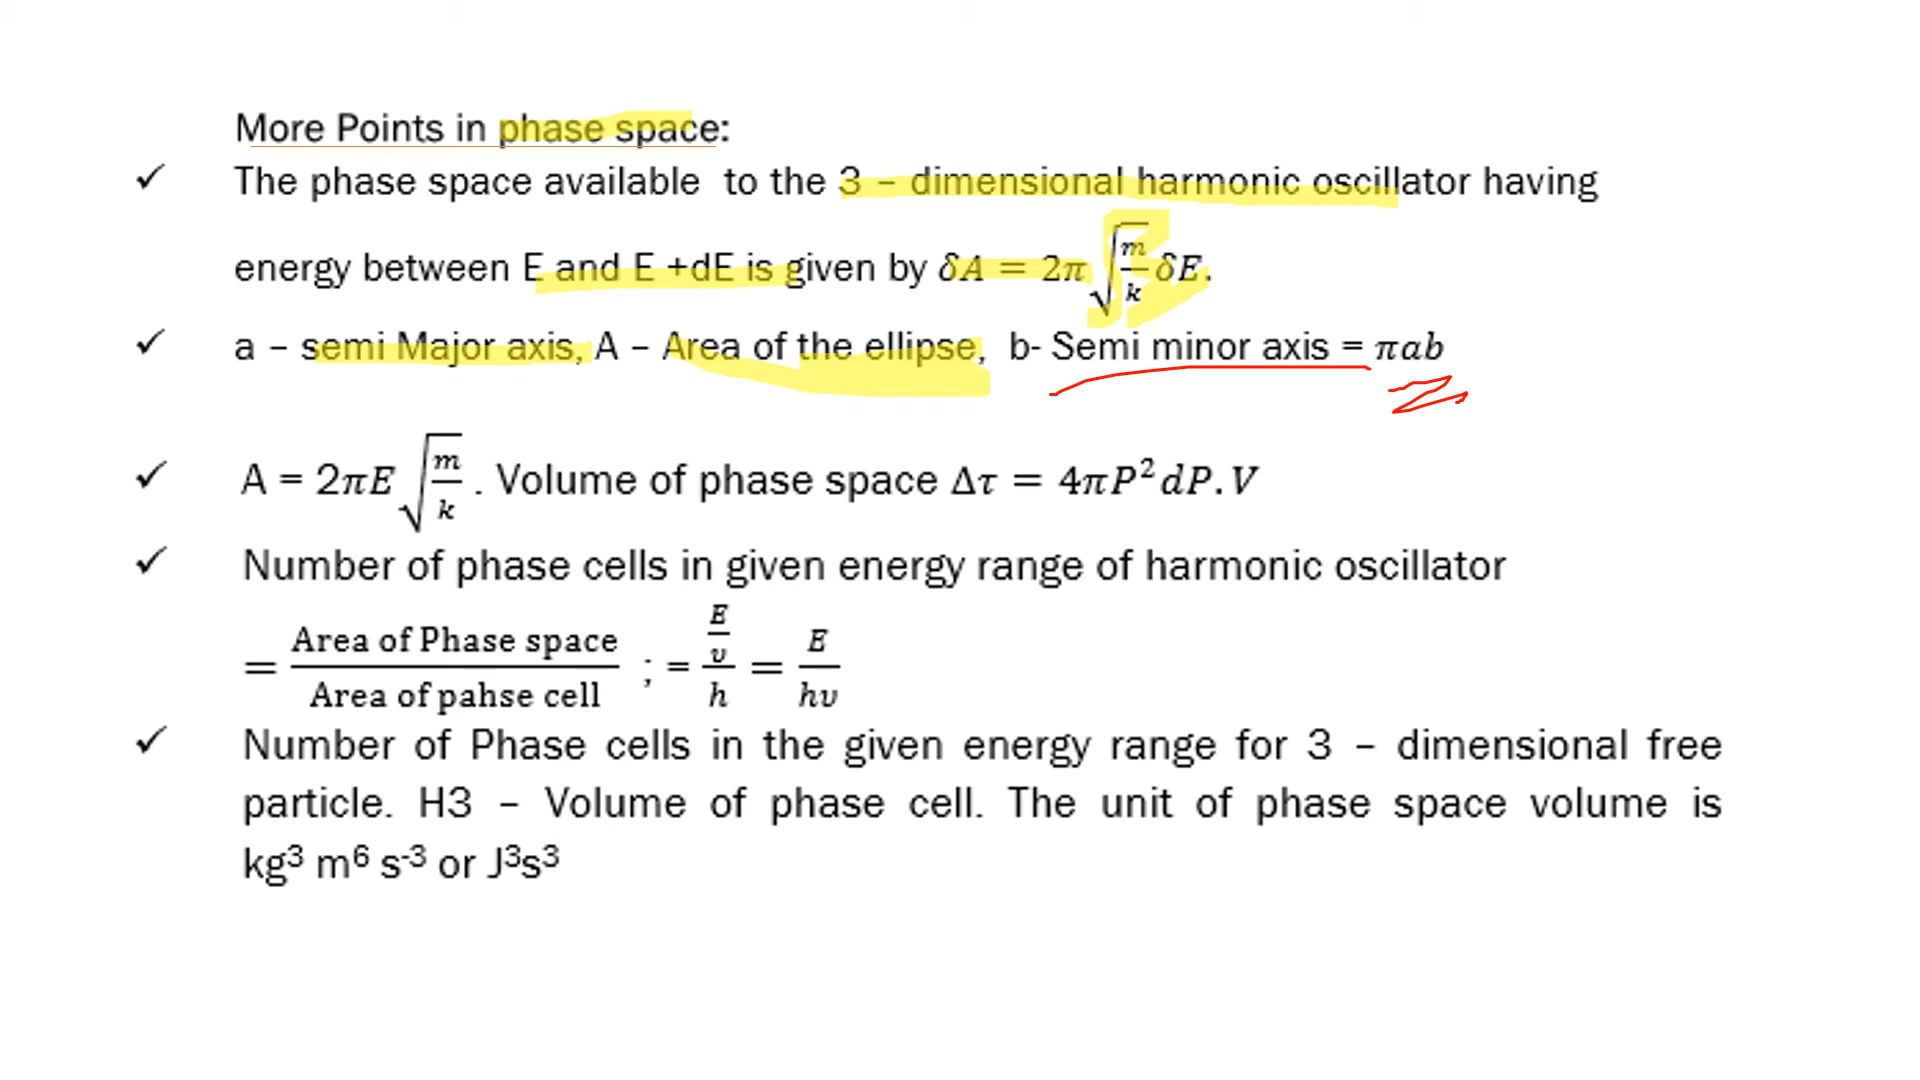 More Points in phase space:
✓ The phase space available to the 3 – dimensional harmonic oscillator having
energy between E and E +dE is given by δA = 2π√(m/k) δE.
✓ a – semi Major axis, A – Area of the ellipse, b- Semi minor axis = πab
✓ A = 2πE√(m/k) . Volume of phase space Δτ = 4πP²dP.V
✓ Number of phase cells in given energy range of harmonic oscillator
= Area of Phase space / Area of pahse cell ; = (E/υ)/h = E/hυ
✓ Number of Phase cells in the given energy range for 3 – dimensional free
particle. H3 – Volume of phase cell. The unit of phase space volume is
kg³ m⁶ s⁻³ or J³s³